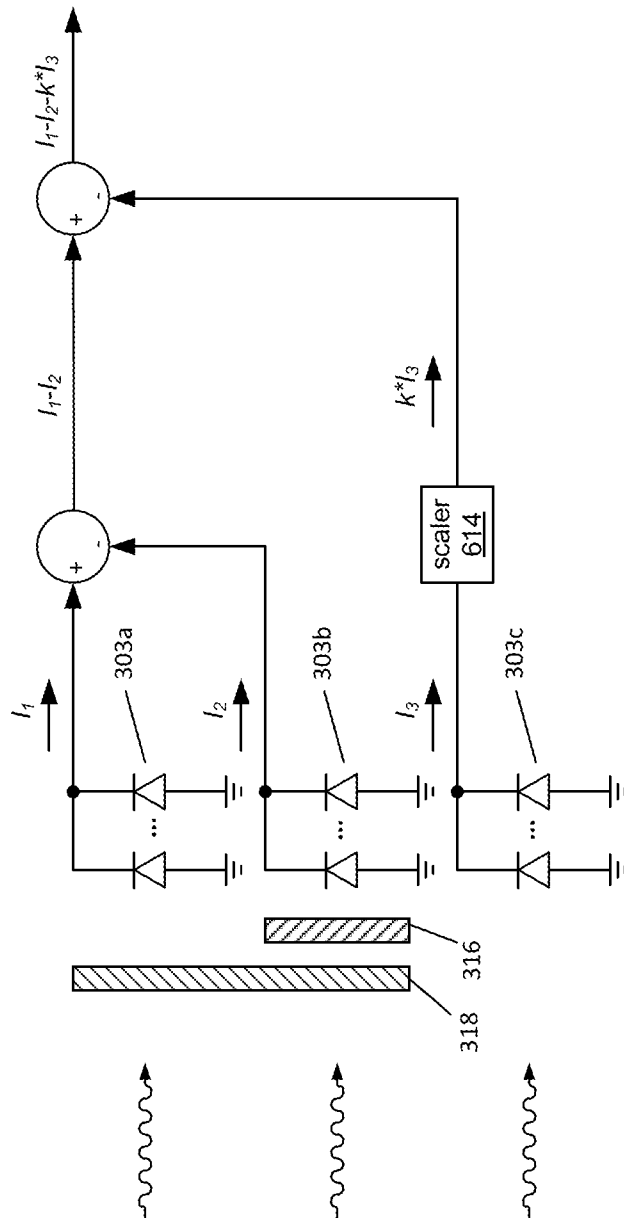 I₁
I₁-I₂
I₁-I₂-k*I₃
+
-
+
-
303a
...
I₂
303b
...
I₃
k*I₃
scaler
614
303c
...
316
318